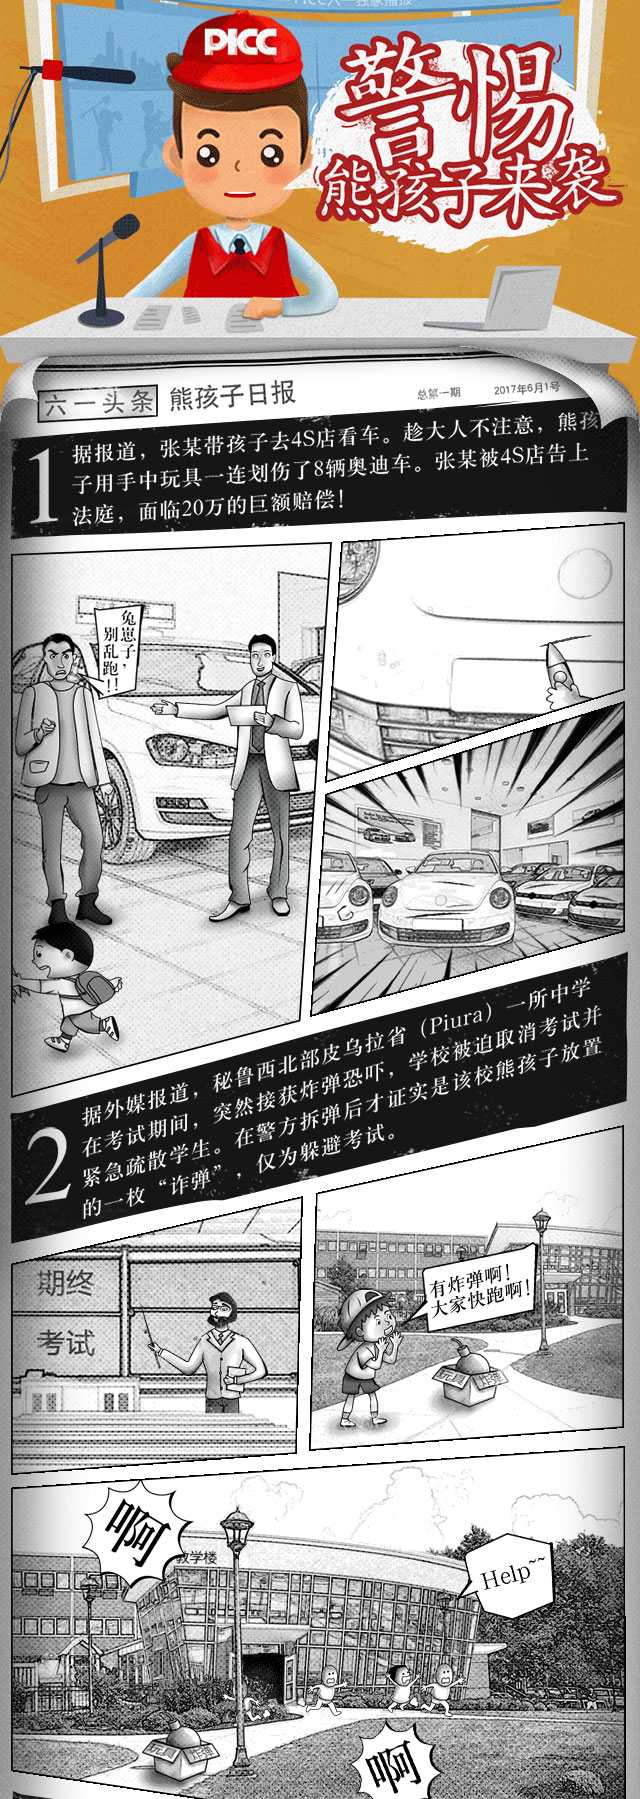 PICC六一独家播报
PICC
警惕
熊孩子来袭
六一头条
熊孩子日报
总第一期
2017年6月1号
1
据报道，张某带孩子去4S店看车。趁大人不注意，熊孩
子用手中玩具一连划伤了8辆奥迪车。张某被4S店告上
法庭，面临20万的巨额赔偿！
兔崽子，
别乱跑!!
2
据外媒报道，秘鲁西北部皮乌拉省（Piura）一所中学
在考试期间，突然接获炸弹恐吓，学校被迫取消考试并
紧急疏散学生。在警方拆弹后才证实是该校熊孩子放置
的一枚“诈弹”，仅为躲避考试。
期终
考试
有炸弹啊！
大家快跑啊！
啊
教学楼
Help~~
啊